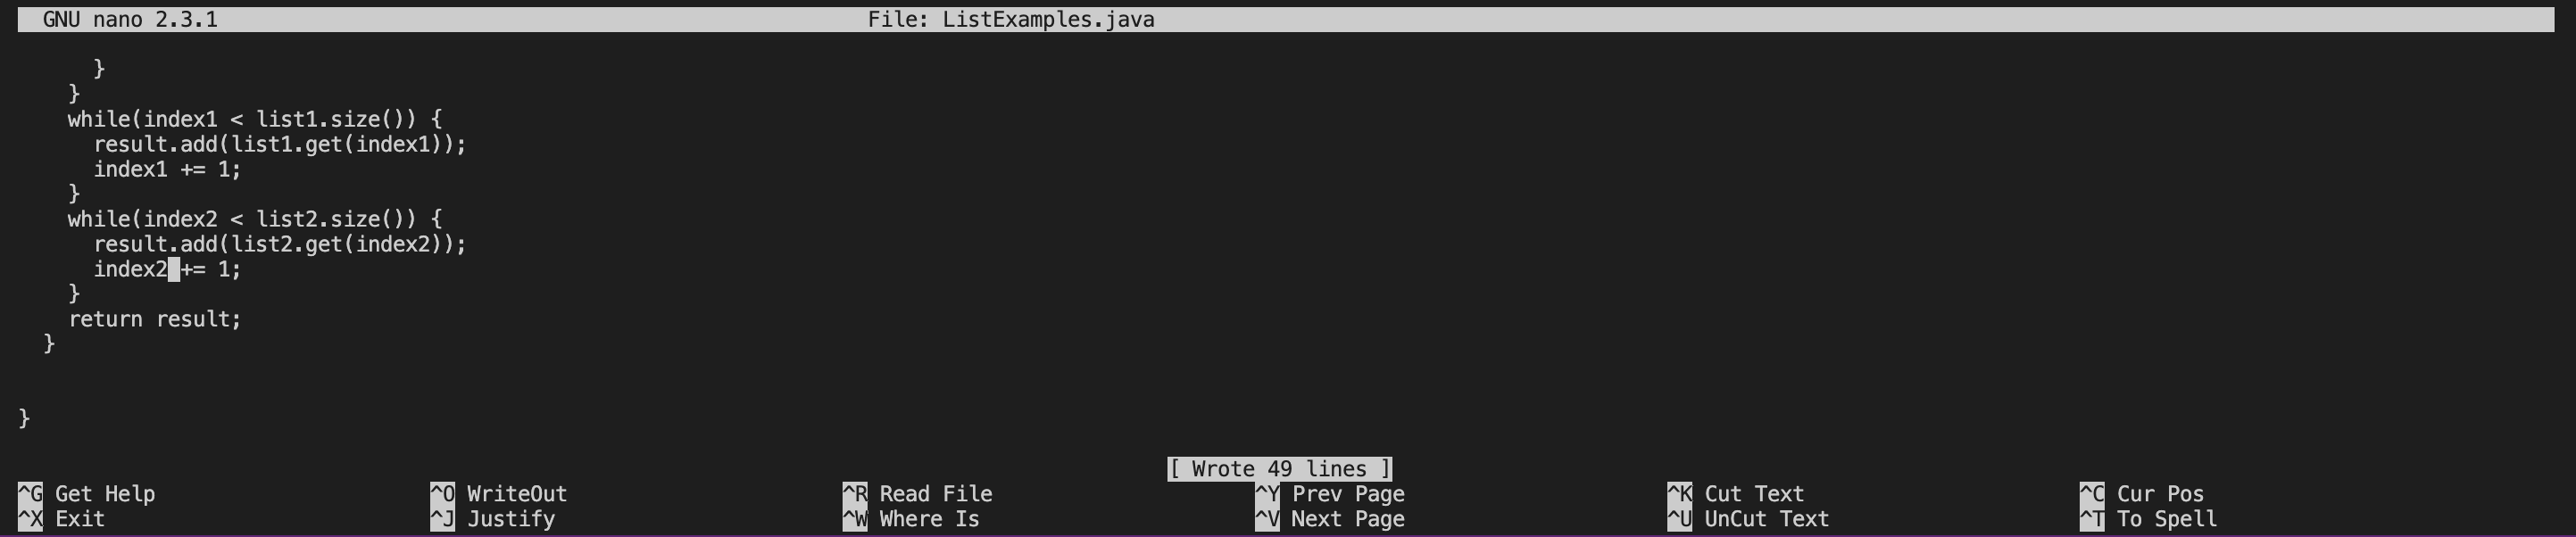 GNU nano 2.3.1 File: ListExamples.java
      }
    }
    while(index1 < list1.size()) {
      result.add(list1.get(index1));
      index1 += 1;
    }
    while(index2 < list2.size()) {
      result.add(list2.get(index2));
      index2 += 1;
    }
    return result;
  }
}
[ Wrote 49 lines ]
^G Get Help ^O WriteOut ^R Read File ^Y Prev Page ^K Cut Text ^C Cur Pos
^X Exit ^J Justify ^W Where Is ^V Next Page ^U UnCut Text ^T To Spell